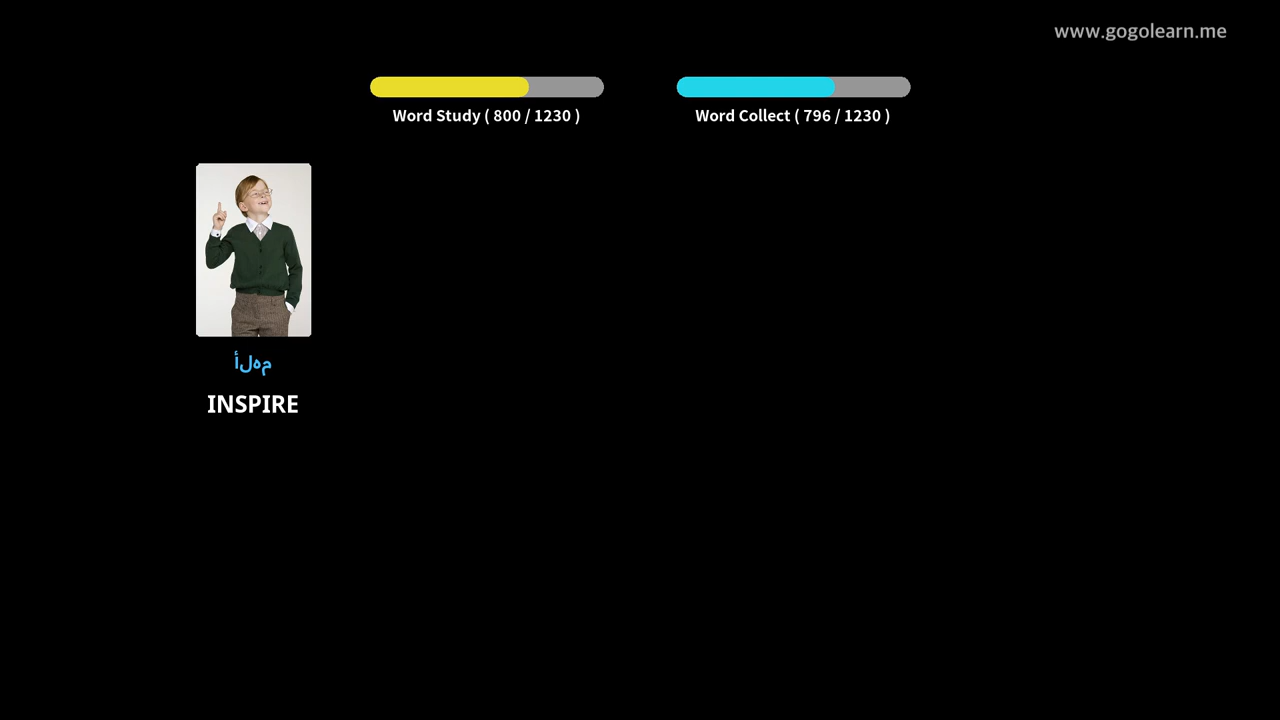 www.gogolearn.me
Word Study ( 800 / 1230 )
Word Collect ( 796 / 1230 )
ألهم
INSPIRE